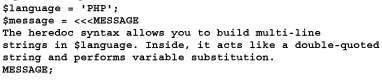 $language = 'PHP';
$message = <<<MESSAGE
The heredoc syntax allows you to build multi-line
strings in $language. Inside, it acts like a double-quoted
string and performs variable substitution.
MESSAGE;